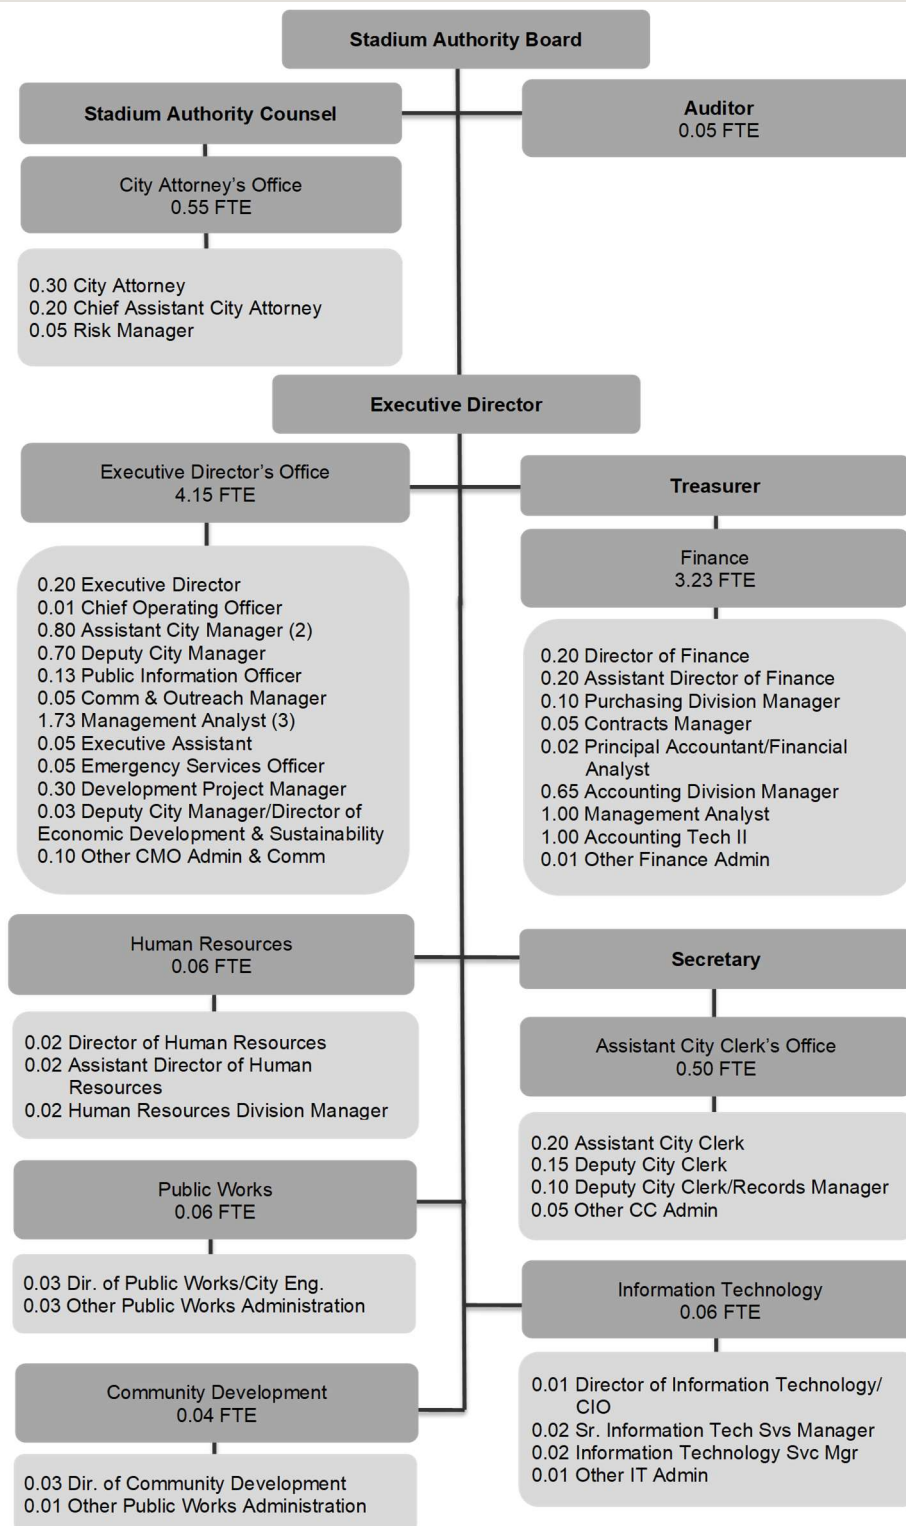 Stadium Authority Board
Stadium Authority Counsel
Auditor
0.05 FTE
City Attorney's Office
0.55 FTE
0.30 City Attorney
0.20 Chief Assistant City Attorney
0.05 Risk Manager
Executive Director
Executive Director's Office
4.15 FTE
0.20 Executive Director
0.01 Chief Operating Officer
0.80 Assistant City Manager (2)
0.70 Deputy City Manager
0.13 Public Information Officer
0.05 Comm & Outreach Manager
1.73 Management Analyst (3)
0.05 Executive Assistant
0.05 Emergency Services Officer
0.30 Development Project Manager
0.03 Deputy City Manager/Director of
Economic Development & Sustainability
0.10 Other CMO Admin & Comm
Treasurer
Finance
3.23 FTE
0.20 Director of Finance
0.20 Assistant Director of Finance
0.10 Purchasing Division Manager
0.05 Contracts Manager
0.02 Principal Accountant/Financial
Analyst
0.65 Accounting Division Manager
1.00 Management Analyst
1.00 Accounting Tech II
0.01 Other Finance Admin
Human Resources
0.06 FTE
0.02 Director of Human Resources
0.02 Assistant Director of Human
Resources
0.02 Human Resources Division Manager
Secretary
Assistant City Clerk's Office
0.50 FTE
0.20 Assistant City Clerk
0.15 Deputy City Clerk
0.10 Deputy City Clerk/Records Manager
0.05 Other CC Admin
Public Works
0.06 FTE
0.03 Dir. of Public Works/City Eng.
0.03 Other Public Works Administration
Information Technology
0.06 FTE
0.01 Director of Information Technology/
CIO
0.02 Sr. Information Tech Svs Manager
0.02 Information Technology Svc Mgr
0.01 Other IT Admin
Community Development
0.04 FTE
0.03 Dir. of Community Development
0.01 Other Public Works Administration